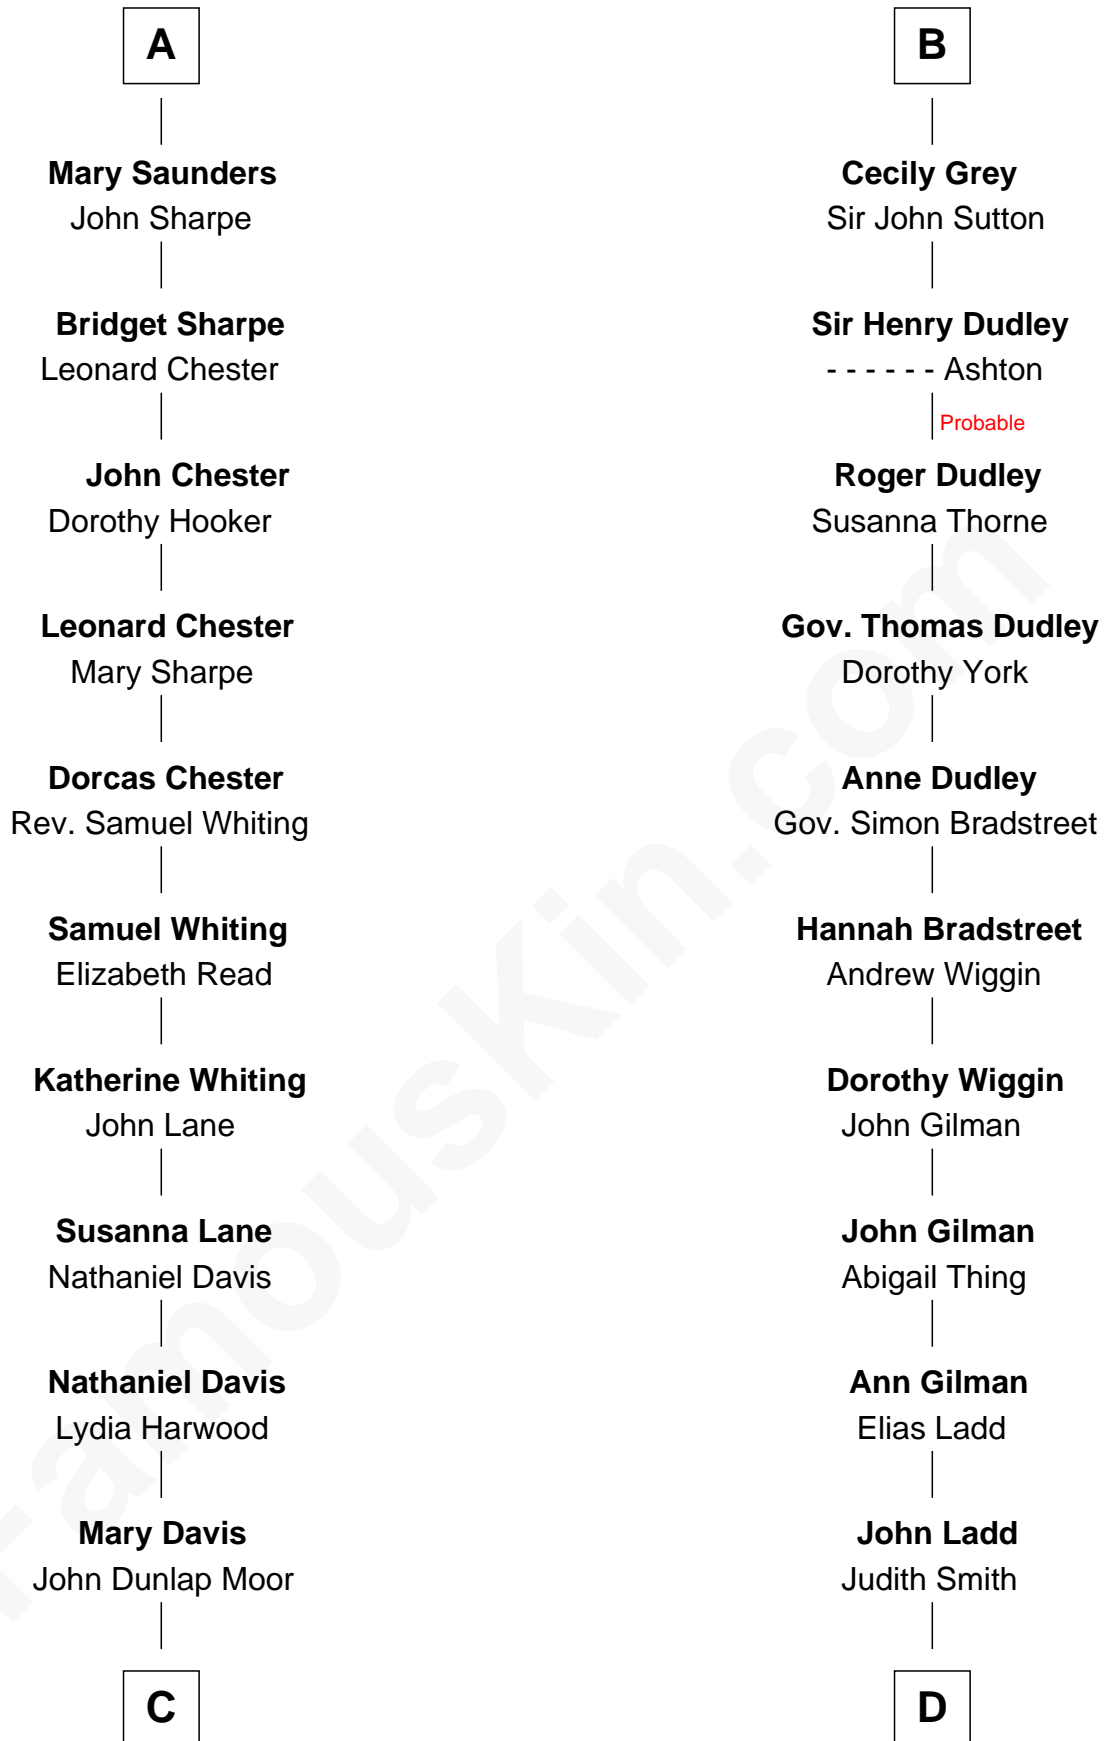 A
Mary Saunders
John Sharpe
Bridget Sharpe
Leonard Chester
John Chester
Dorothy Hooker
Leonard Chester
Mary Sharpe
Dorcas Chester
Rev. Samuel Whiting
Samuel Whiting
Elizabeth Read
Katherine Whiting
John Lane
Susanna Lane
Nathaniel Davis
Nathaniel Davis
Lydia Harwood
Mary Davis
John Dunlap Moor
C
B
Cecily Grey
Sir John Sutton
Sir Henry Dudley
- - - - - - Ashton
Probable
Roger Dudley
Susanna Thorne
Gov. Thomas Dudley
Dorothy York
Anne Dudley
Gov. Simon Bradstreet
Hannah Bradstreet
Andrew Wiggin
Dorothy Wiggin
John Gilman
John Gilman
Abigail Thing
Ann Gilman
Elias Ladd
John Ladd
Judith Smith
D
FamousKin.com